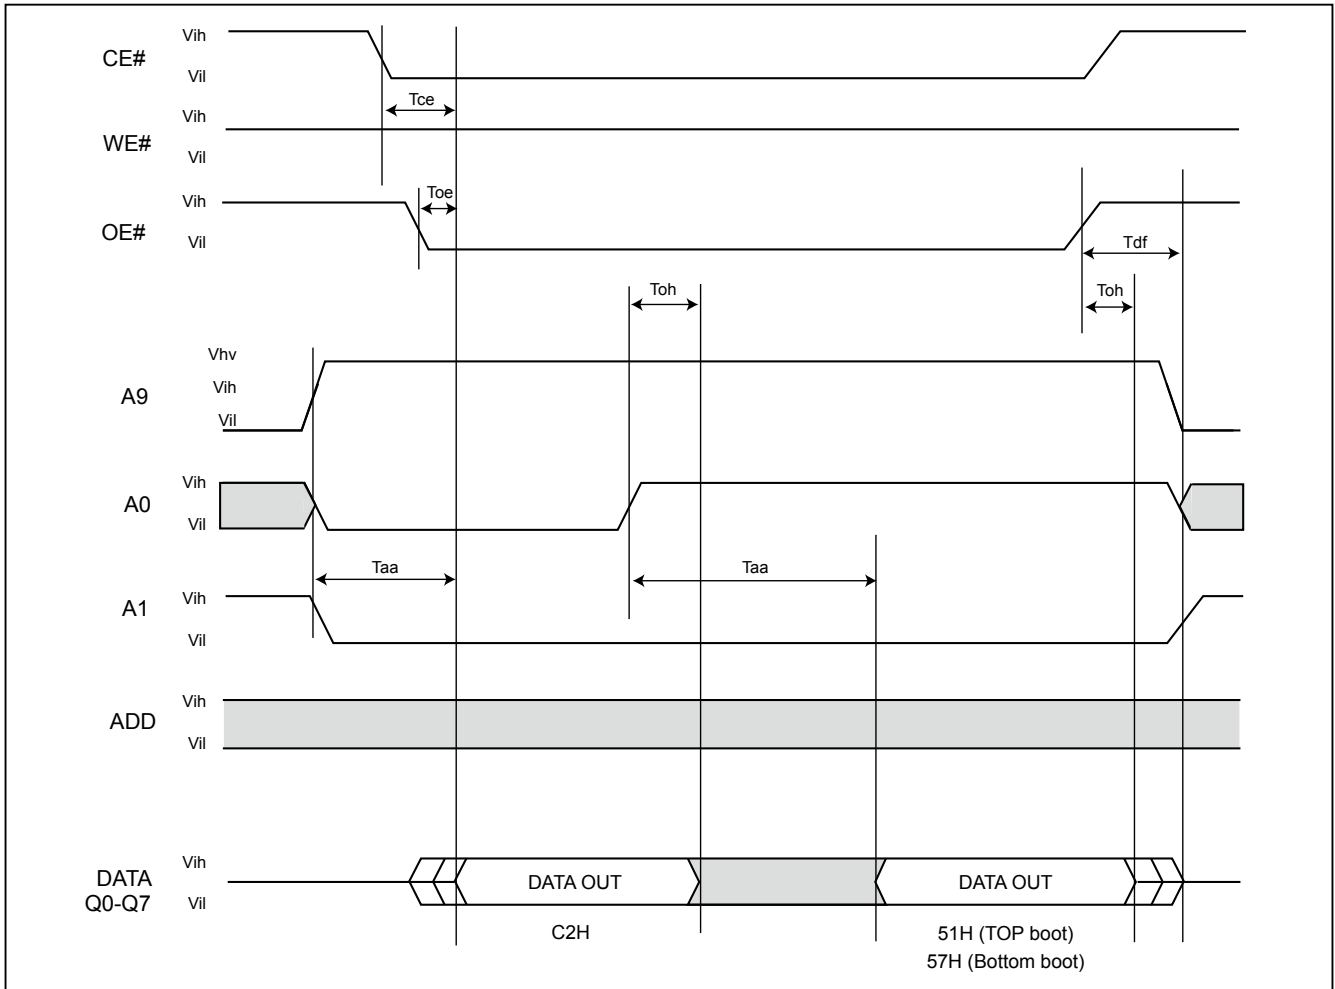 Vih
CE#
Vil
Tce
Vih
WE#
Vil
Toe
Vih
OE#
Vil
Tdf
Toh
Toh
Vhv
Vih
A9
Vil
Vih
A0
Vil
Taa
Taa
Vih
A1
Vil
Vih
ADD
Vil
Vih
DATA
Q0-Q7
Vil
DATA OUT
DATA OUT
C2H
51H (TOP boot)
57H (Bottom boot)